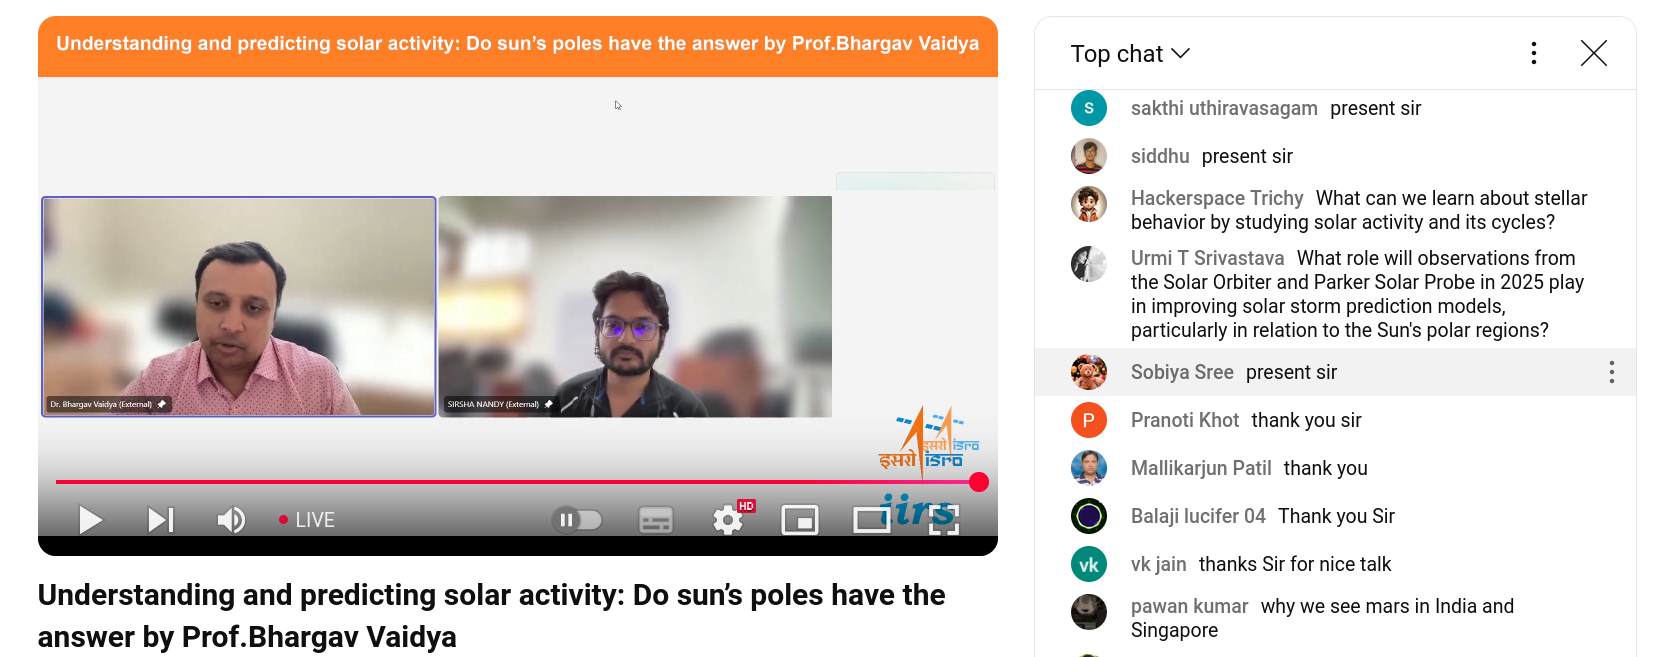 Understanding and predicting solar activity: Do sun's poles have the answer by Prof.Bhargav Vaidya
Dr. Bhargav Vaidya (External)
SIRSHA NANDY (External)
इसरो isro
इसरो isro
iirs
LIVE
HD
Understanding and predicting solar activity: Do sun's poles have the
answer by Prof.Bhargav Vaidya
Top chat
S
sakthi uthiravasagam present sir
siddhu present sir
Hackerspace Trichy What can we learn about stellar
behavior by studying solar activity and its cycles?
Urmi T Srivastava What role will observations from
the Solar Orbiter and Parker Solar Probe in 2025 play
in improving solar storm prediction models,
particularly in relation to the Sun's polar regions?
Sobiya Sree present sir
P
Pranoti Khot thank you sir
Mallikarjun Patil thank you
Balaji lucifer 04 Thank you Sir
vk
vk jain thanks Sir for nice talk
pawan kumar why we see mars in India and
Singapore